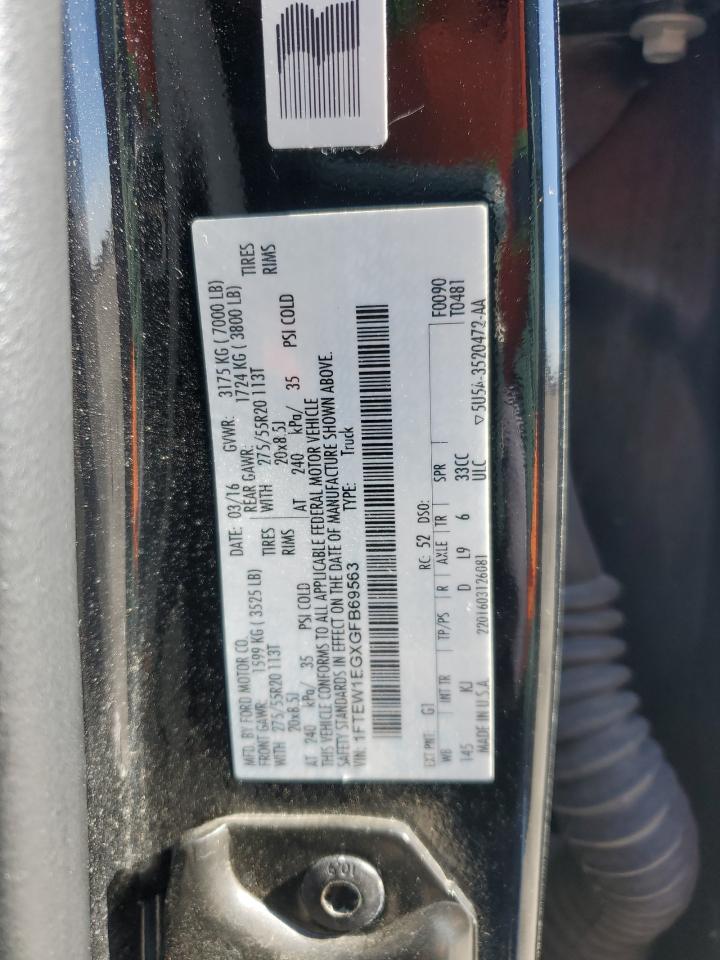 MFD. BY FORD MOTOR CO.
DATE: 03/16 GVWR: 3175 KG ( 7000 LB)
FRONT GAWR: 1599 KG ( 3525 LB)
REAR GAWR: 1724 KG ( 3800 LB)
WITH 275/55R20 113T TIRES
WITH 275/55R20 113T TIRES
20x8.5J RIMS
20x8.5J RIMS
AT 240 kPa/ 35 PSI COLD
AT 240 kPa/ 35 PSI COLD
THIS VEHICLE CONFORMS TO ALL APPLICABLE FEDERAL MOTOR VEHICLE
SAFETY STANDARDS IN EFFECT ON THE DATE OF MANUFACTURE SHOWN ABOVE.
VIN: 1FTEW1EGXGFB69563 TYPE: Truck
F0090
T0481
EXT PNT: G1 RC: 52 DSO:
WB INT TR TP/PS R AXLE TR SPR
145 KJ D L9 6 33CC
MADE IN U.S.A. 2201603126081 ULC ▽5U5A-3520472-AA
10.9